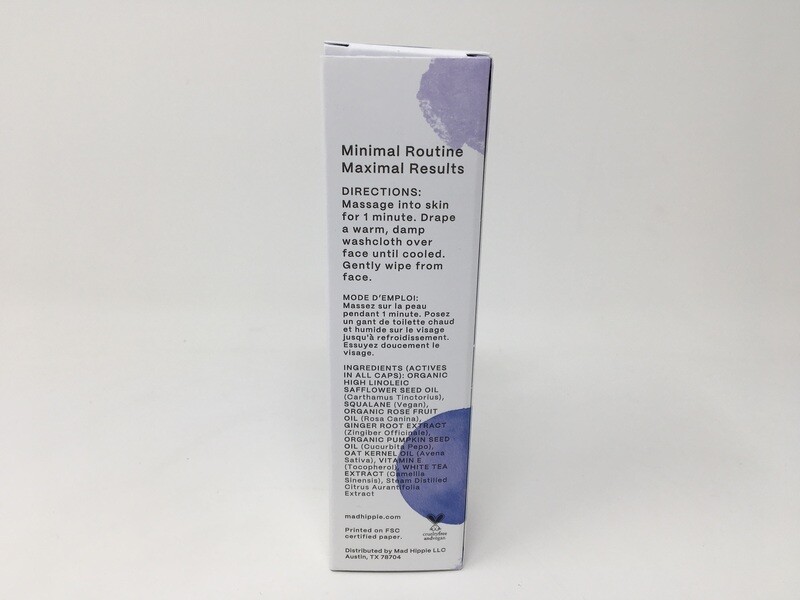 Minimal Routine
Maximal Results
DIRECTIONS:
Massage into skin
for 1 minute. Drape
a warm, damp
washcloth over
face until cooled.
Gently wipe from
face.
MODE D'EMPLOI:
Massez sur la peau
pendant 1 minute. Posez
un gant de toilette chaud
et humide sur le visage
jusqu'à refroidissement.
Essuyez doucement le
visage.
INGREDIENTS (ACTIVES
IN ALL CAPS): ORGANIC
HIGH LINOLEIC
SAFFLOWER SEED OIL
(Carthamus Tinctorius),
SQUALANE (Vegan),
ORGANIC ROSE FRUIT
OIL (Rosa Canina),
GINGER ROOT EXTRACT
(Zingiber Officinale),
ORGANIC PUMPKIN SEED
OIL (Cucurbita Pepo),
OAT KERNEL OIL (Avena
Sativa), VITAMIN E
(Tocopherol), WHITE TEA
EXTRACT (Camellia
Sinensis), Steam Distilled
Citrus Aurantifolia
Extract
madhippie.com
Printed on FSC
certified paper.
crueltyfree
andvegan
Distributed by Mad Hippie LLC
Austin, TX 78704